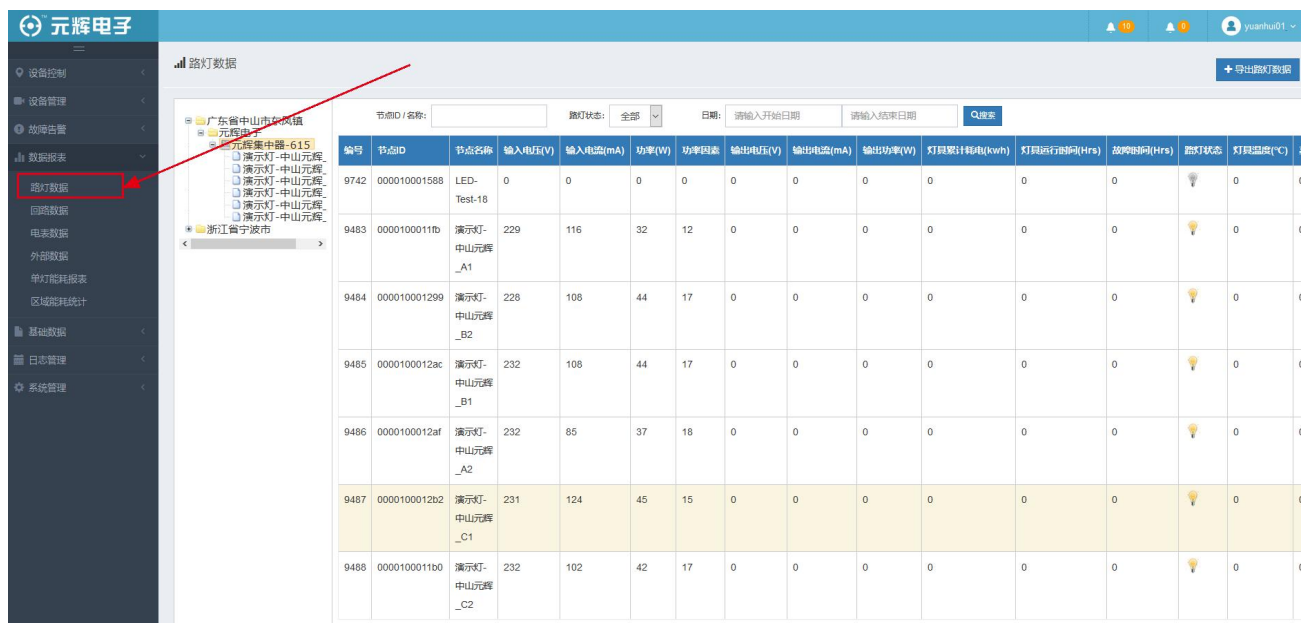 元辉电子
10
0
yuanhui01
设备控制
设备管理
故障告警
数据报表
路灯数据
回路数据
电表数据
外部数据
单灯能耗报表
区域能耗统计
基础数据
日志管理
系统管理
路灯数据
+导出路灯数据
广东省中山市东凤镇
元辉电子
元辉集中器-615
演示灯-中山元辉_
演示灯-中山元辉_
演示灯-中山元辉_
演示灯-中山元辉_
演示灯-中山元辉_
演示灯-中山元辉_
浙江省宁波市
节点ID / 名称: 路灯状态: 全部 日期: 请输入开始日期 请输入结束日期 搜索
编号 节点ID 节点名称 输入电压(V) 输入电流(mA) 功率(W) 功率因素 输出电压(V) 输出电流(mA) 输出功率(W) 灯具累计耗电(kwh) 灯具运行时间(Hrs) 故障时间(Hrs) 路灯状态 灯具温度(℃)
9742 000010001588 LED- 0 0 0 0 0 0 0 0 0 0 0
Test-18
9483 0000100011fb 演示灯- 229 116 32 12 0 0 0 0 0 0 0
中山元辉
_A1
9484 000010001299 演示灯- 228 108 44 17 0 0 0 0 0 0 0
中山元辉
_B2
9485 0000100012ac 演示灯- 232 108 44 17 0 0 0 0 0 0 0
中山元辉
_B1
9486 0000100012af 演示灯- 232 85 37 18 0 0 0 0 0 0 0
中山元辉
_A2
9487 0000100012b2 演示灯- 231 124 45 15 0 0 0 0 0 0 0
中山元辉
_C1
9488 0000100011b0 演示灯- 232 102 42 17 0 0 0 0 0 0 0
中山元辉
_C2